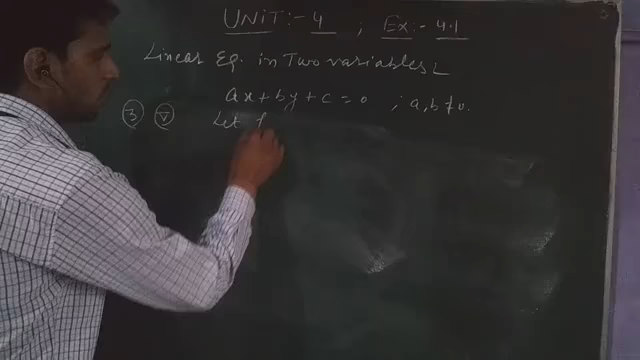 UNIT:- 4 ; Ex:- 4.1
Linear Eq. in Two variables
ax + by + c = 0 ; a, b ≠ 0.
3 V Let